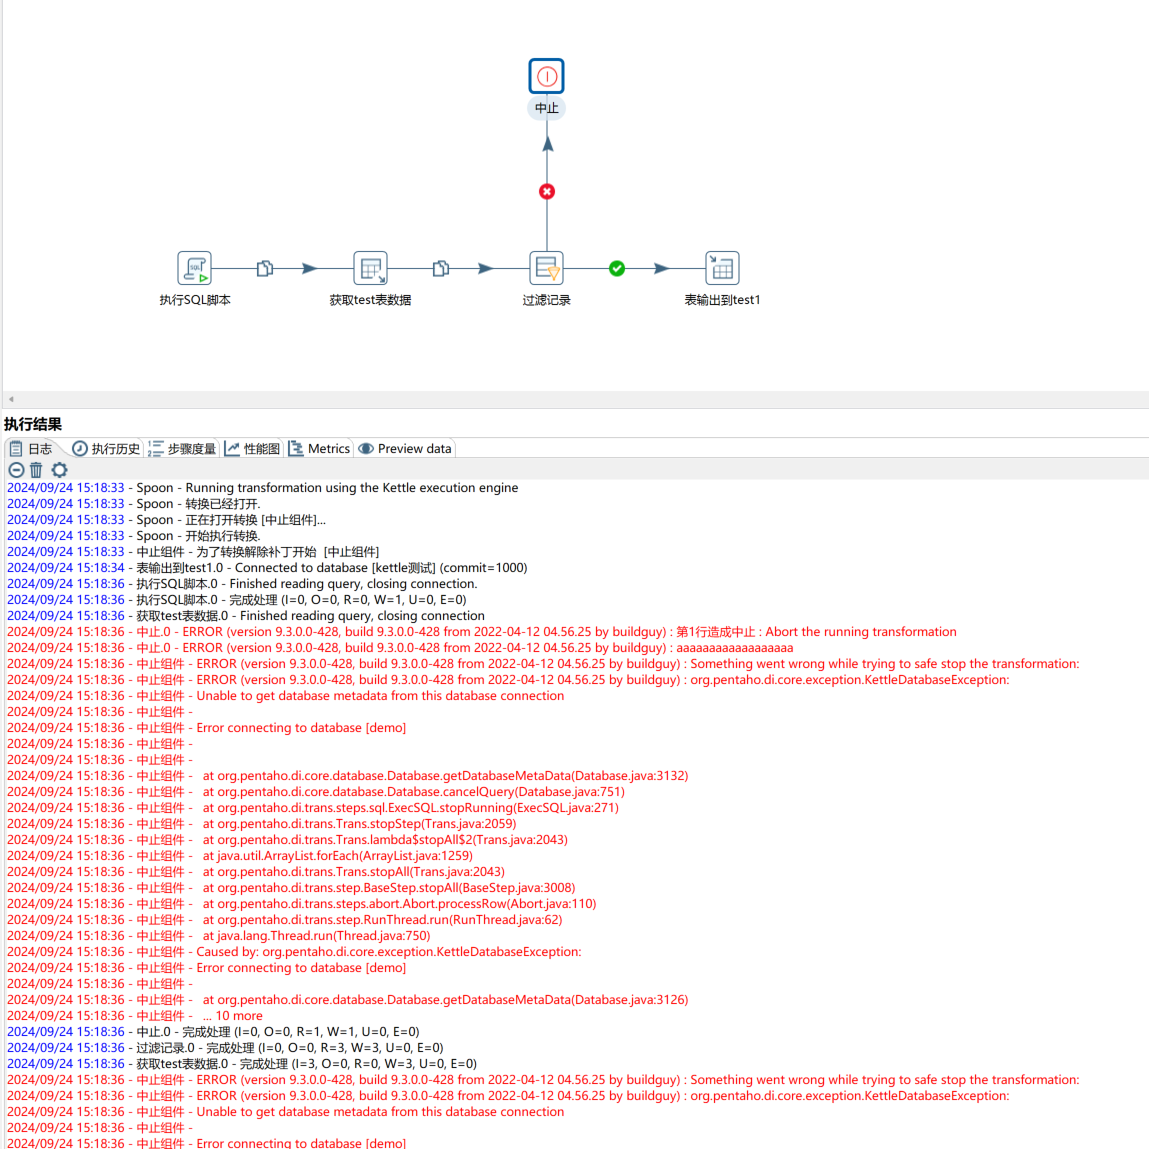 中止
执行SQL脚本
获取test表数据
过滤记录
表输出到test1
执行结果
日志 执行历史 步骤度量 性能图 Metrics Preview data
2024/09/24 15:18:33 - Spoon - Running transformation using the Kettle execution engine
2024/09/24 15:18:33 - Spoon - 转换已经打开.
2024/09/24 15:18:33 - Spoon - 正在打开转换 [中止组件]...
2024/09/24 15:18:33 - Spoon - 开始执行转换.
2024/09/24 15:18:33 - 中止组件 - 为了转换解除补丁开始  [中止组件]
2024/09/24 15:18:34 - 表输出到test1.0 - Connected to database [kettle测试] (commit=1000)
2024/09/24 15:18:36 - 执行SQL脚本.0 - Finished reading query, closing connection.
2024/09/24 15:18:36 - 执行SQL脚本.0 - 完成处理 (I=0, O=0, R=0, W=1, U=0, E=0)
2024/09/24 15:18:36 - 获取test表数据.0 - Finished reading query, closing connection
2024/09/24 15:18:36 - 中止.0 - ERROR (version 9.3.0.0-428, build 9.3.0.0-428 from 2022-04-12 04.56.25 by buildguy) : 第1行造成中止 : Abort the running transformation
2024/09/24 15:18:36 - 中止.0 - ERROR (version 9.3.0.0-428, build 9.3.0.0-428 from 2022-04-12 04.56.25 by buildguy) : aaaaaaaaaaaaaaaaaa
2024/09/24 15:18:36 - 中止组件 - ERROR (version 9.3.0.0-428, build 9.3.0.0-428 from 2022-04-12 04.56.25 by buildguy) : Something went wrong while trying to safe stop the transformation:
2024/09/24 15:18:36 - 中止组件 - ERROR (version 9.3.0.0-428, build 9.3.0.0-428 from 2022-04-12 04.56.25 by buildguy) : org.pentaho.di.core.exception.KettleDatabaseException:
2024/09/24 15:18:36 - 中止组件 - Unable to get database metadata from this database connection
2024/09/24 15:18:36 - 中止组件 -
2024/09/24 15:18:36 - 中止组件 - Error connecting to database [demo]
2024/09/24 15:18:36 - 中止组件 -
2024/09/24 15:18:36 - 中止组件 -
2024/09/24 15:18:36 - 中止组件 -   at org.pentaho.di.core.database.Database.getDatabaseMetaData(Database.java:3132)
2024/09/24 15:18:36 - 中止组件 -   at org.pentaho.di.core.database.Database.cancelQuery(Database.java:751)
2024/09/24 15:18:36 - 中止组件 -   at org.pentaho.di.trans.steps.sql.ExecSQL.stopRunning(ExecSQL.java:271)
2024/09/24 15:18:36 - 中止组件 -   at org.pentaho.di.trans.Trans.stopStep(Trans.java:2059)
2024/09/24 15:18:36 - 中止组件 -   at org.pentaho.di.trans.Trans.lambda$stopAll$2(Trans.java:2043)
2024/09/24 15:18:36 - 中止组件 -   at java.util.ArrayList.forEach(ArrayList.java:1259)
2024/09/24 15:18:36 - 中止组件 -   at org.pentaho.di.trans.Trans.stopAll(Trans.java:2043)
2024/09/24 15:18:36 - 中止组件 -   at org.pentaho.di.trans.step.BaseStep.stopAll(BaseStep.java:3008)
2024/09/24 15:18:36 - 中止组件 -   at org.pentaho.di.trans.steps.abort.Abort.processRow(Abort.java:110)
2024/09/24 15:18:36 - 中止组件 -   at org.pentaho.di.trans.step.RunThread.run(RunThread.java:62)
2024/09/24 15:18:36 - 中止组件 -   at java.lang.Thread.run(Thread.java:750)
2024/09/24 15:18:36 - 中止组件 - Caused by: org.pentaho.di.core.exception.KettleDatabaseException:
2024/09/24 15:18:36 - 中止组件 - Error connecting to database [demo]
2024/09/24 15:18:36 - 中止组件 -
2024/09/24 15:18:36 - 中止组件 -   at org.pentaho.di.core.database.Database.getDatabaseMetaData(Database.java:3126)
2024/09/24 15:18:36 - 中止组件 -   ... 10 more
2024/09/24 15:18:36 - 中止.0 - 完成处理 (I=0, O=0, R=1, W=1, U=0, E=0)
2024/09/24 15:18:36 - 过滤记录.0 - 完成处理 (I=0, O=0, R=3, W=3, U=0, E=0)
2024/09/24 15:18:36 - 获取test表数据.0 - 完成处理 (I=3, O=0, R=0, W=3, U=0, E=0)
2024/09/24 15:18:36 - 中止组件 - ERROR (version 9.3.0.0-428, build 9.3.0.0-428 from 2022-04-12 04.56.25 by buildguy) : Something went wrong while trying to safe stop the transformation:
2024/09/24 15:18:36 - 中止组件 - ERROR (version 9.3.0.0-428, build 9.3.0.0-428 from 2022-04-12 04.56.25 by buildguy) : org.pentaho.di.core.exception.KettleDatabaseException:
2024/09/24 15:18:36 - 中止组件 - Unable to get database metadata from this database connection
2024/09/24 15:18:36 - 中止组件 -
2024/09/24 15:18:36 - 中止组件 - Error connecting to database [demo]